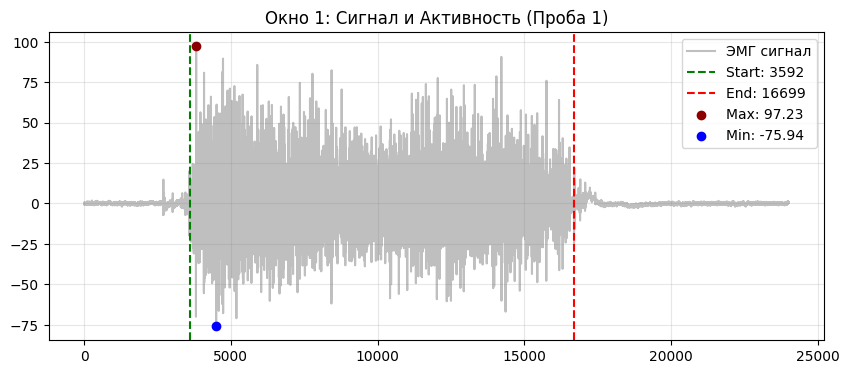 Окно 1: Сигнал и Активность (Проба 1)
100
75
50
25
0
−25
−50
−75
0
5000
10000
15000
20000
25000
ЭМГ сигнал
Start: 3592
End: 16699
Max: 97.23
Min: -75.94